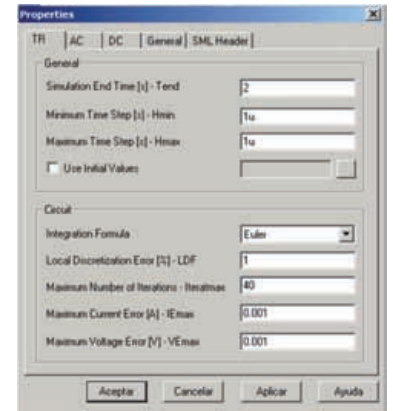 Properties
TR AC DC General SML Header
General
Simulation End Time [s] - Tend 2
Minimum Time Step [s] - Hmin 1u
Maximum Time Step [s] - Hmax 1u
Use Initial Values
Circuit
Integration Formula Euler
Local Discretization Error [%] - LDF 1
Maximum Number of Iterations - Iteratmax 40
Maximum Current Error [A] - IEmax 0.001
Maximum Voltage Error [V] - VEmax 0.001
Aceptar Cancelar Aplicar Ayuda